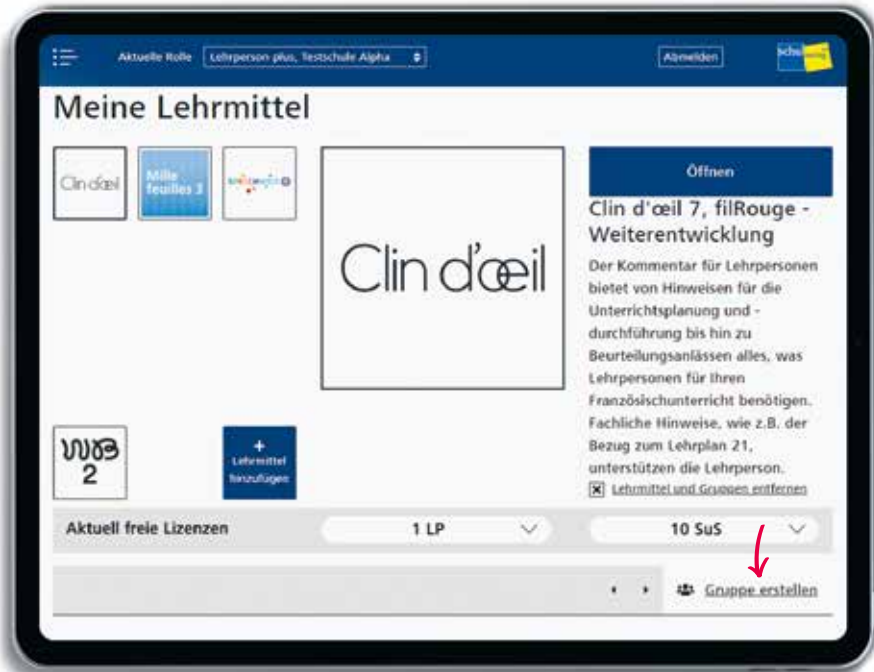 Aktuelle Rolle Lehrperson plus, Testschule Alpha Abmelden
Meine Lehrmittel
Clin d'œil
Mille
feuilles 3
Clin d'œil
Öffnen
Clin d'œil 7, filRouge -
Weiterentwicklung
Der Kommentar für Lehrpersonen
bietet von Hinweisen für die
Unterrichtsplanung und -
durchführung bis hin zu
Beurteilungsanlässen alles, was
Lehrpersonen für Ihren
Französischunterricht benötigen.
Fachliche Hinweise, wie z.B. der
Bezug zum Lehrplan 21,
unterstützen die Lehrperson.
Lehrmittel und Gruppen entfernen
2
+
Lehrmittel
hinzufügen
Aktuell freie Lizenzen 1 LP 10 SuS
Gruppe erstellen